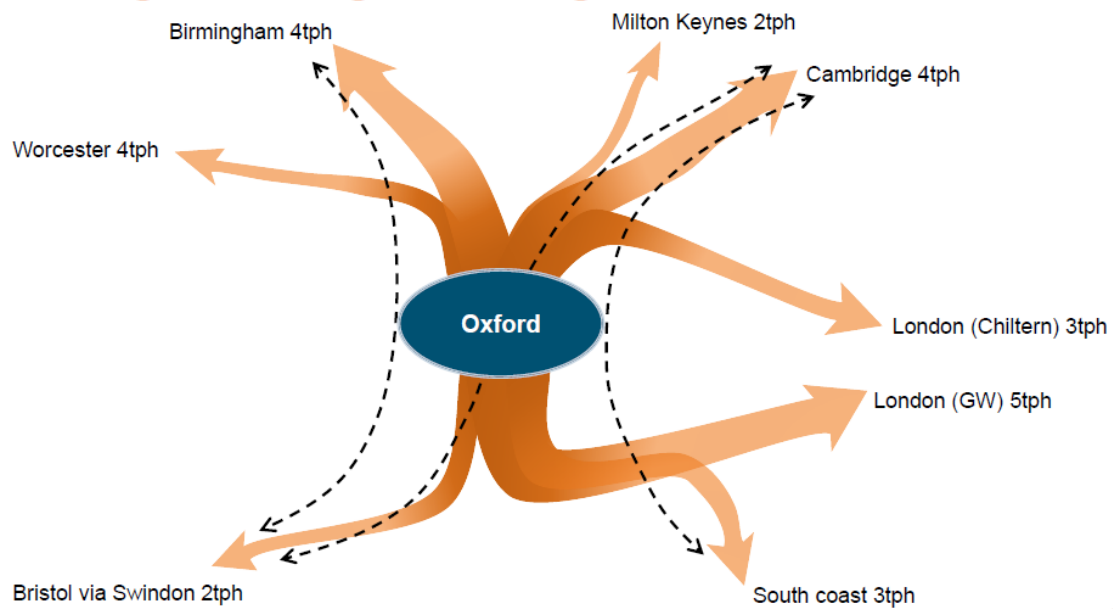 Birmingham 4tph
Milton Keynes 2tph
Cambridge 4tph
Worcester 4tph
Oxford
London (Chiltern) 3tph
London (GW) 5tph
Bristol via Swindon 2tph
South coast 3tph